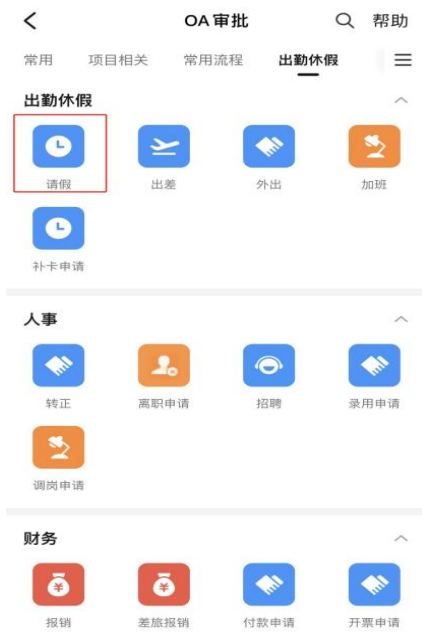 OA审批 帮助
常用 项目相关 常用流程 出勤休假
出勤休假
请假 出差 外出 加班
补卡申请
人事
转正 离职申请 招聘 录用申请
调岗申请
财务
¥ ¥
报销 差旅报销 付款申请 开票申请